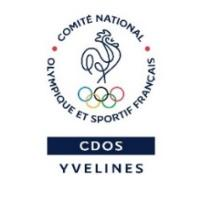 COMITÉ NATIONAL
OLYMPIQUE ET SPORTIF FRANÇAIS
CDOS
YVELINES